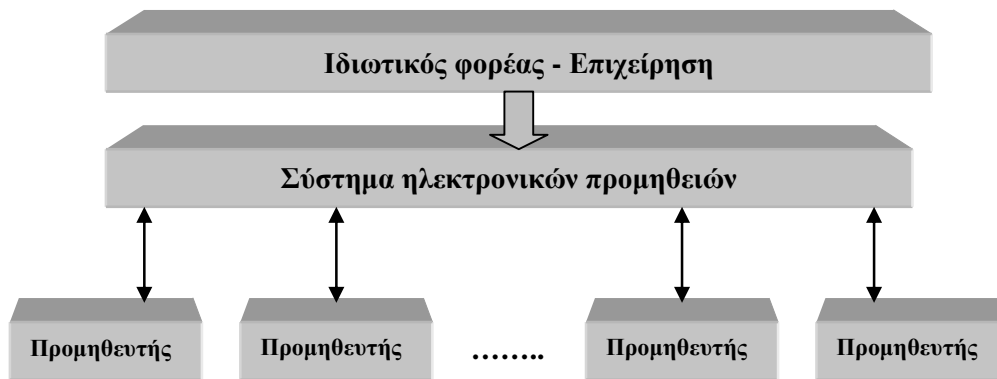 Ιδιωτικός φορέας - Επιχείρηση
Σύστημα ηλεκτρονικών προμηθειών
Προμηθευτής Προμηθευτής …….. Προμηθευτής Προμηθευτής